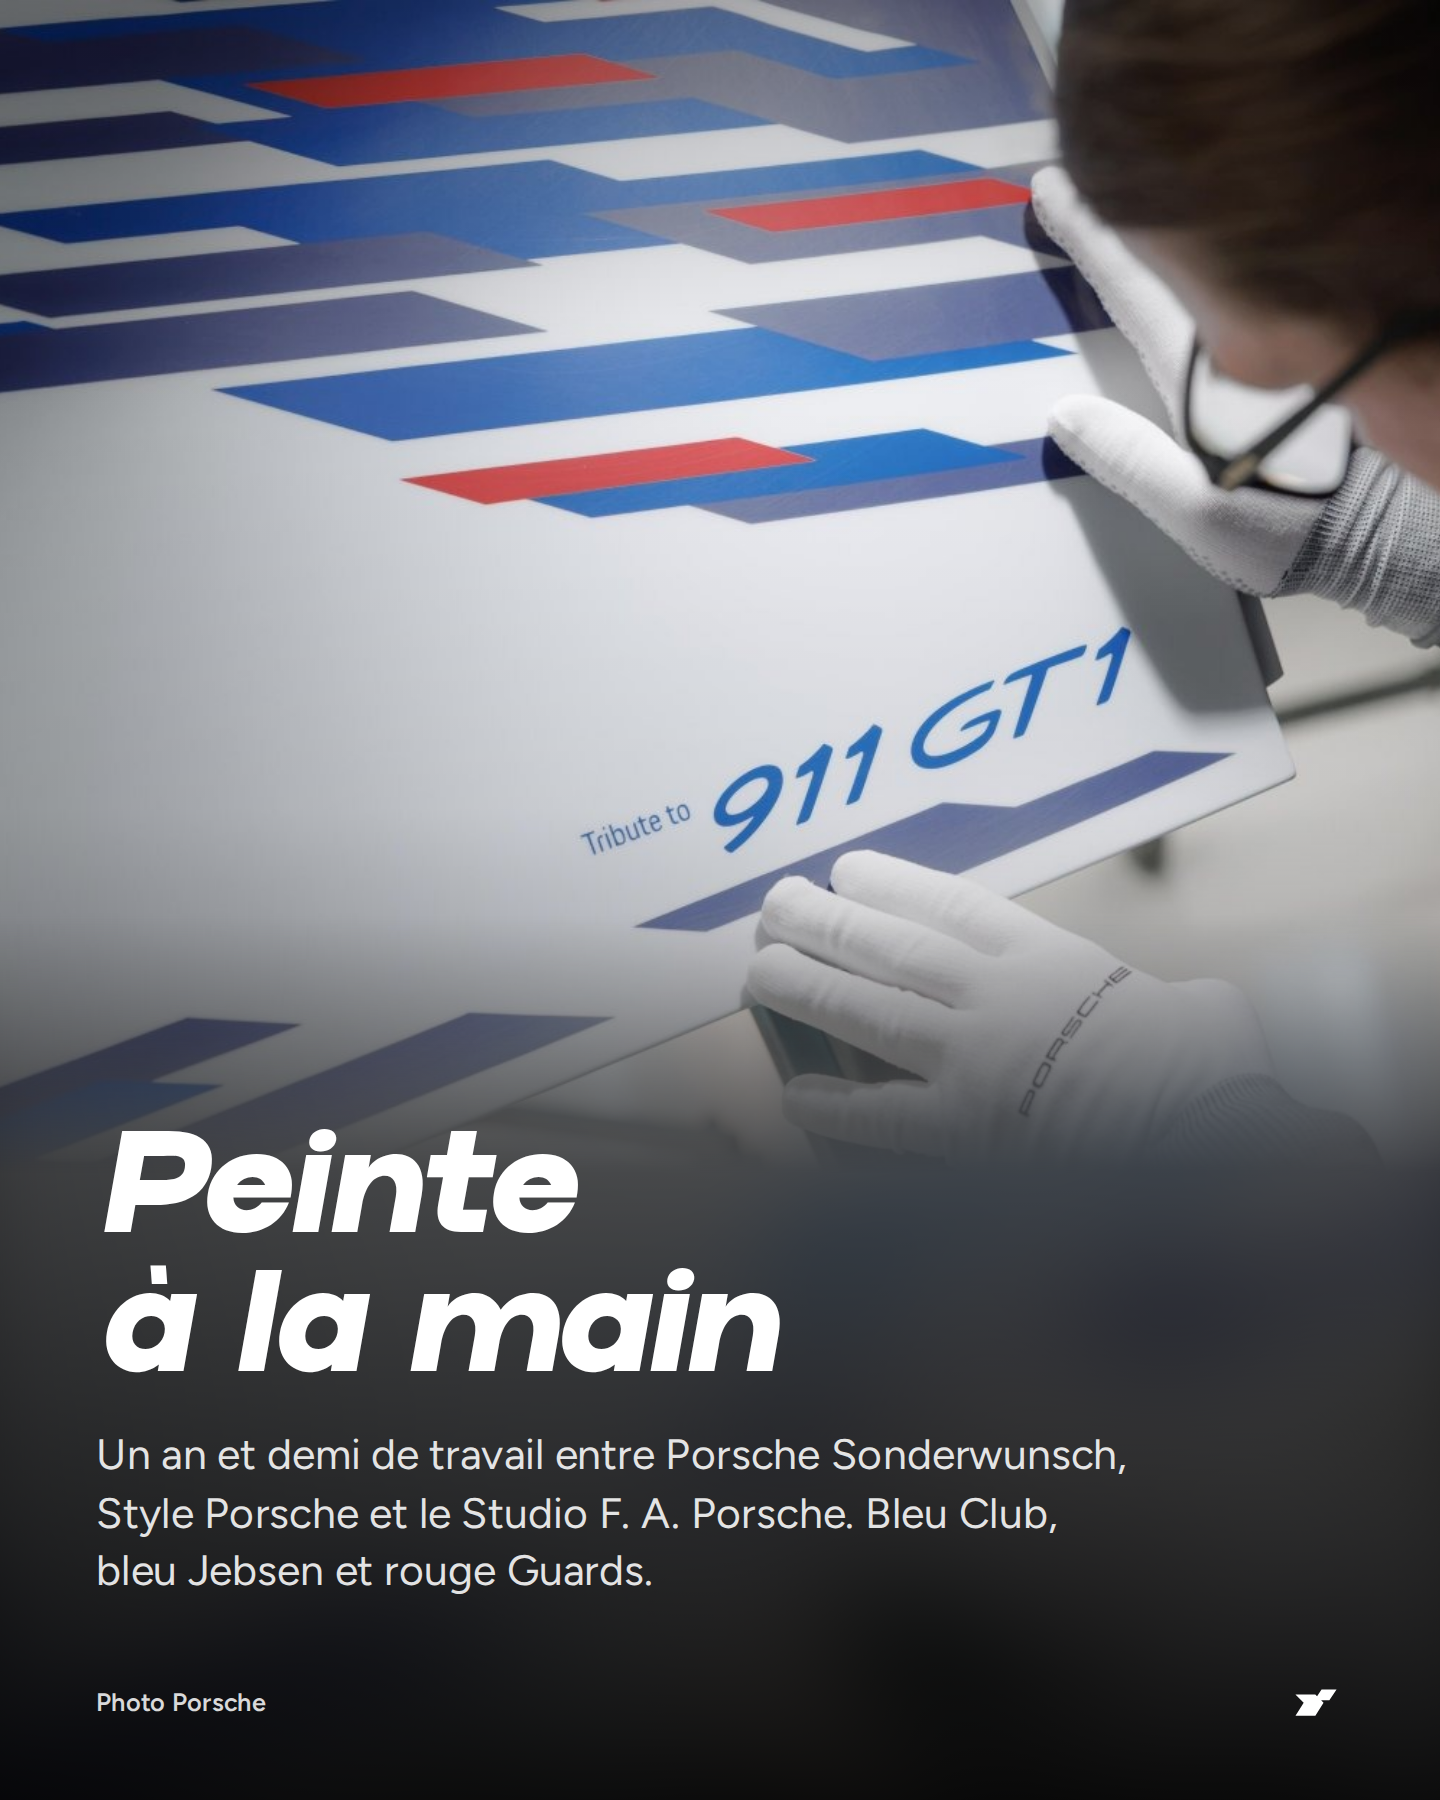 Tribute to 911 GT1
PORSCHE
Peinte
à la main
Un an et demi de travail entre Porsche Sonderwunsch,
Style Porsche et le Studio F. A. Porsche. Bleu Club,
bleu Jebsen et rouge Guards.
Photo Porsche